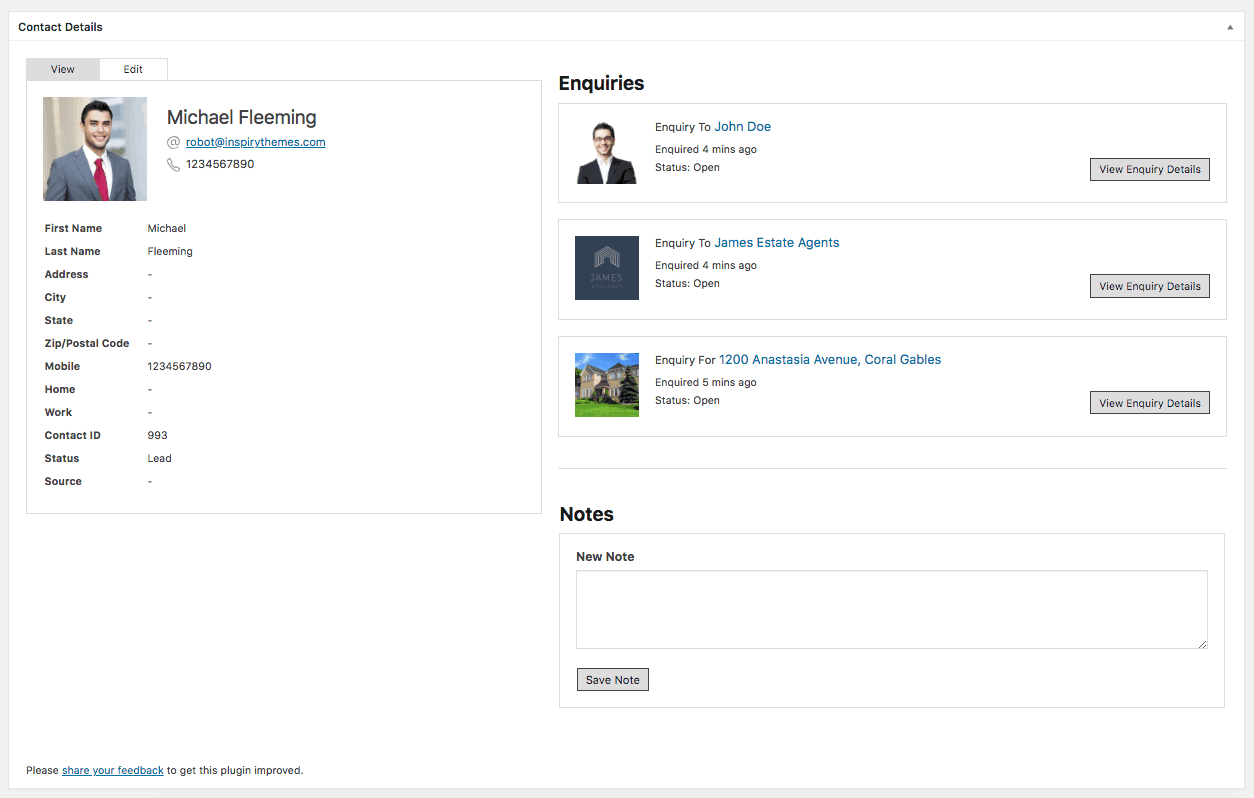 Contact Details
View Edit
Michael Fleeming
@ robot@inspirythemes.com
1234567890
First Name Michael
Last Name Fleeming
Address -
City -
State -
Zip/Postal Code -
Mobile 1234567890
Home -
Work -
Contact ID 993
Status Lead
Source -
Enquiries
Enquiry To John Doe
Enquired 4 mins ago
Status: Open
View Enquiry Details
JAMES
Enquiry To James Estate Agents
Enquired 4 mins ago
Status: Open
View Enquiry Details
Enquiry For 1200 Anastasia Avenue, Coral Gables
Enquired 5 mins ago
Status: Open
View Enquiry Details
Notes
New Note
Save Note
Please share your feedback to get this plugin improved.